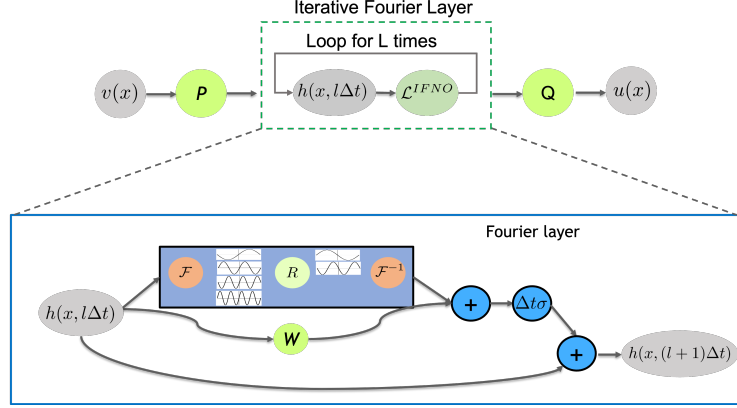 Iterative Fourier Layer
Loop for L times
v(x)
P
h(x, lΔt)
𝓛^{IFNO}
Q
u(x)
Fourier layer
𝓕
R
𝓕^{-1}
h(x, lΔt)
W
+
Δtσ
+
h(x, (l + 1)Δt)